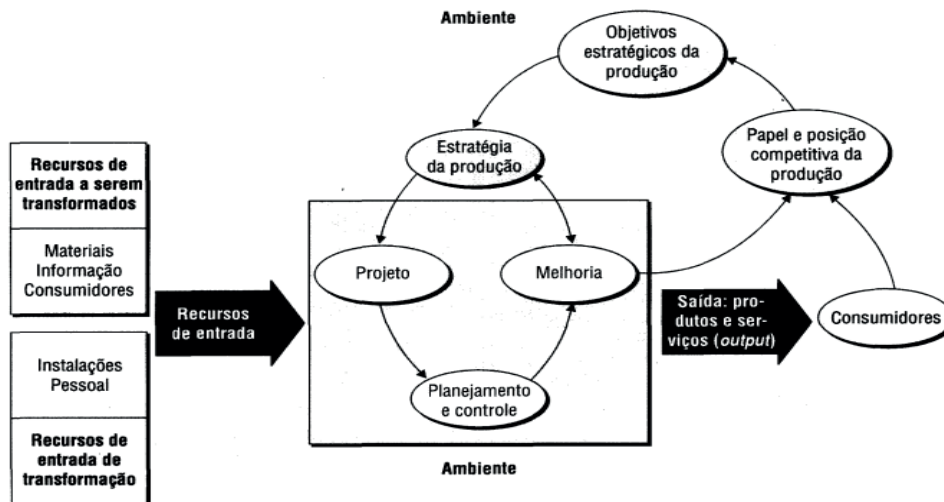 Ambiente
Objetivos
estratégicos da
produção
Estratégia
da produção
Papel e posição
competitiva da
produção
Recursos de
entrada a serem
transformados
Materiais
Informação
Consumidores
Instalações
Pessoal
Recursos de
entrada de
transformação
Recursos
de entrada
Projeto
Melhoria
Planejamento
e controle
Saída: pro-
dutos e ser-
viços (output)
Consumidores
Ambiente